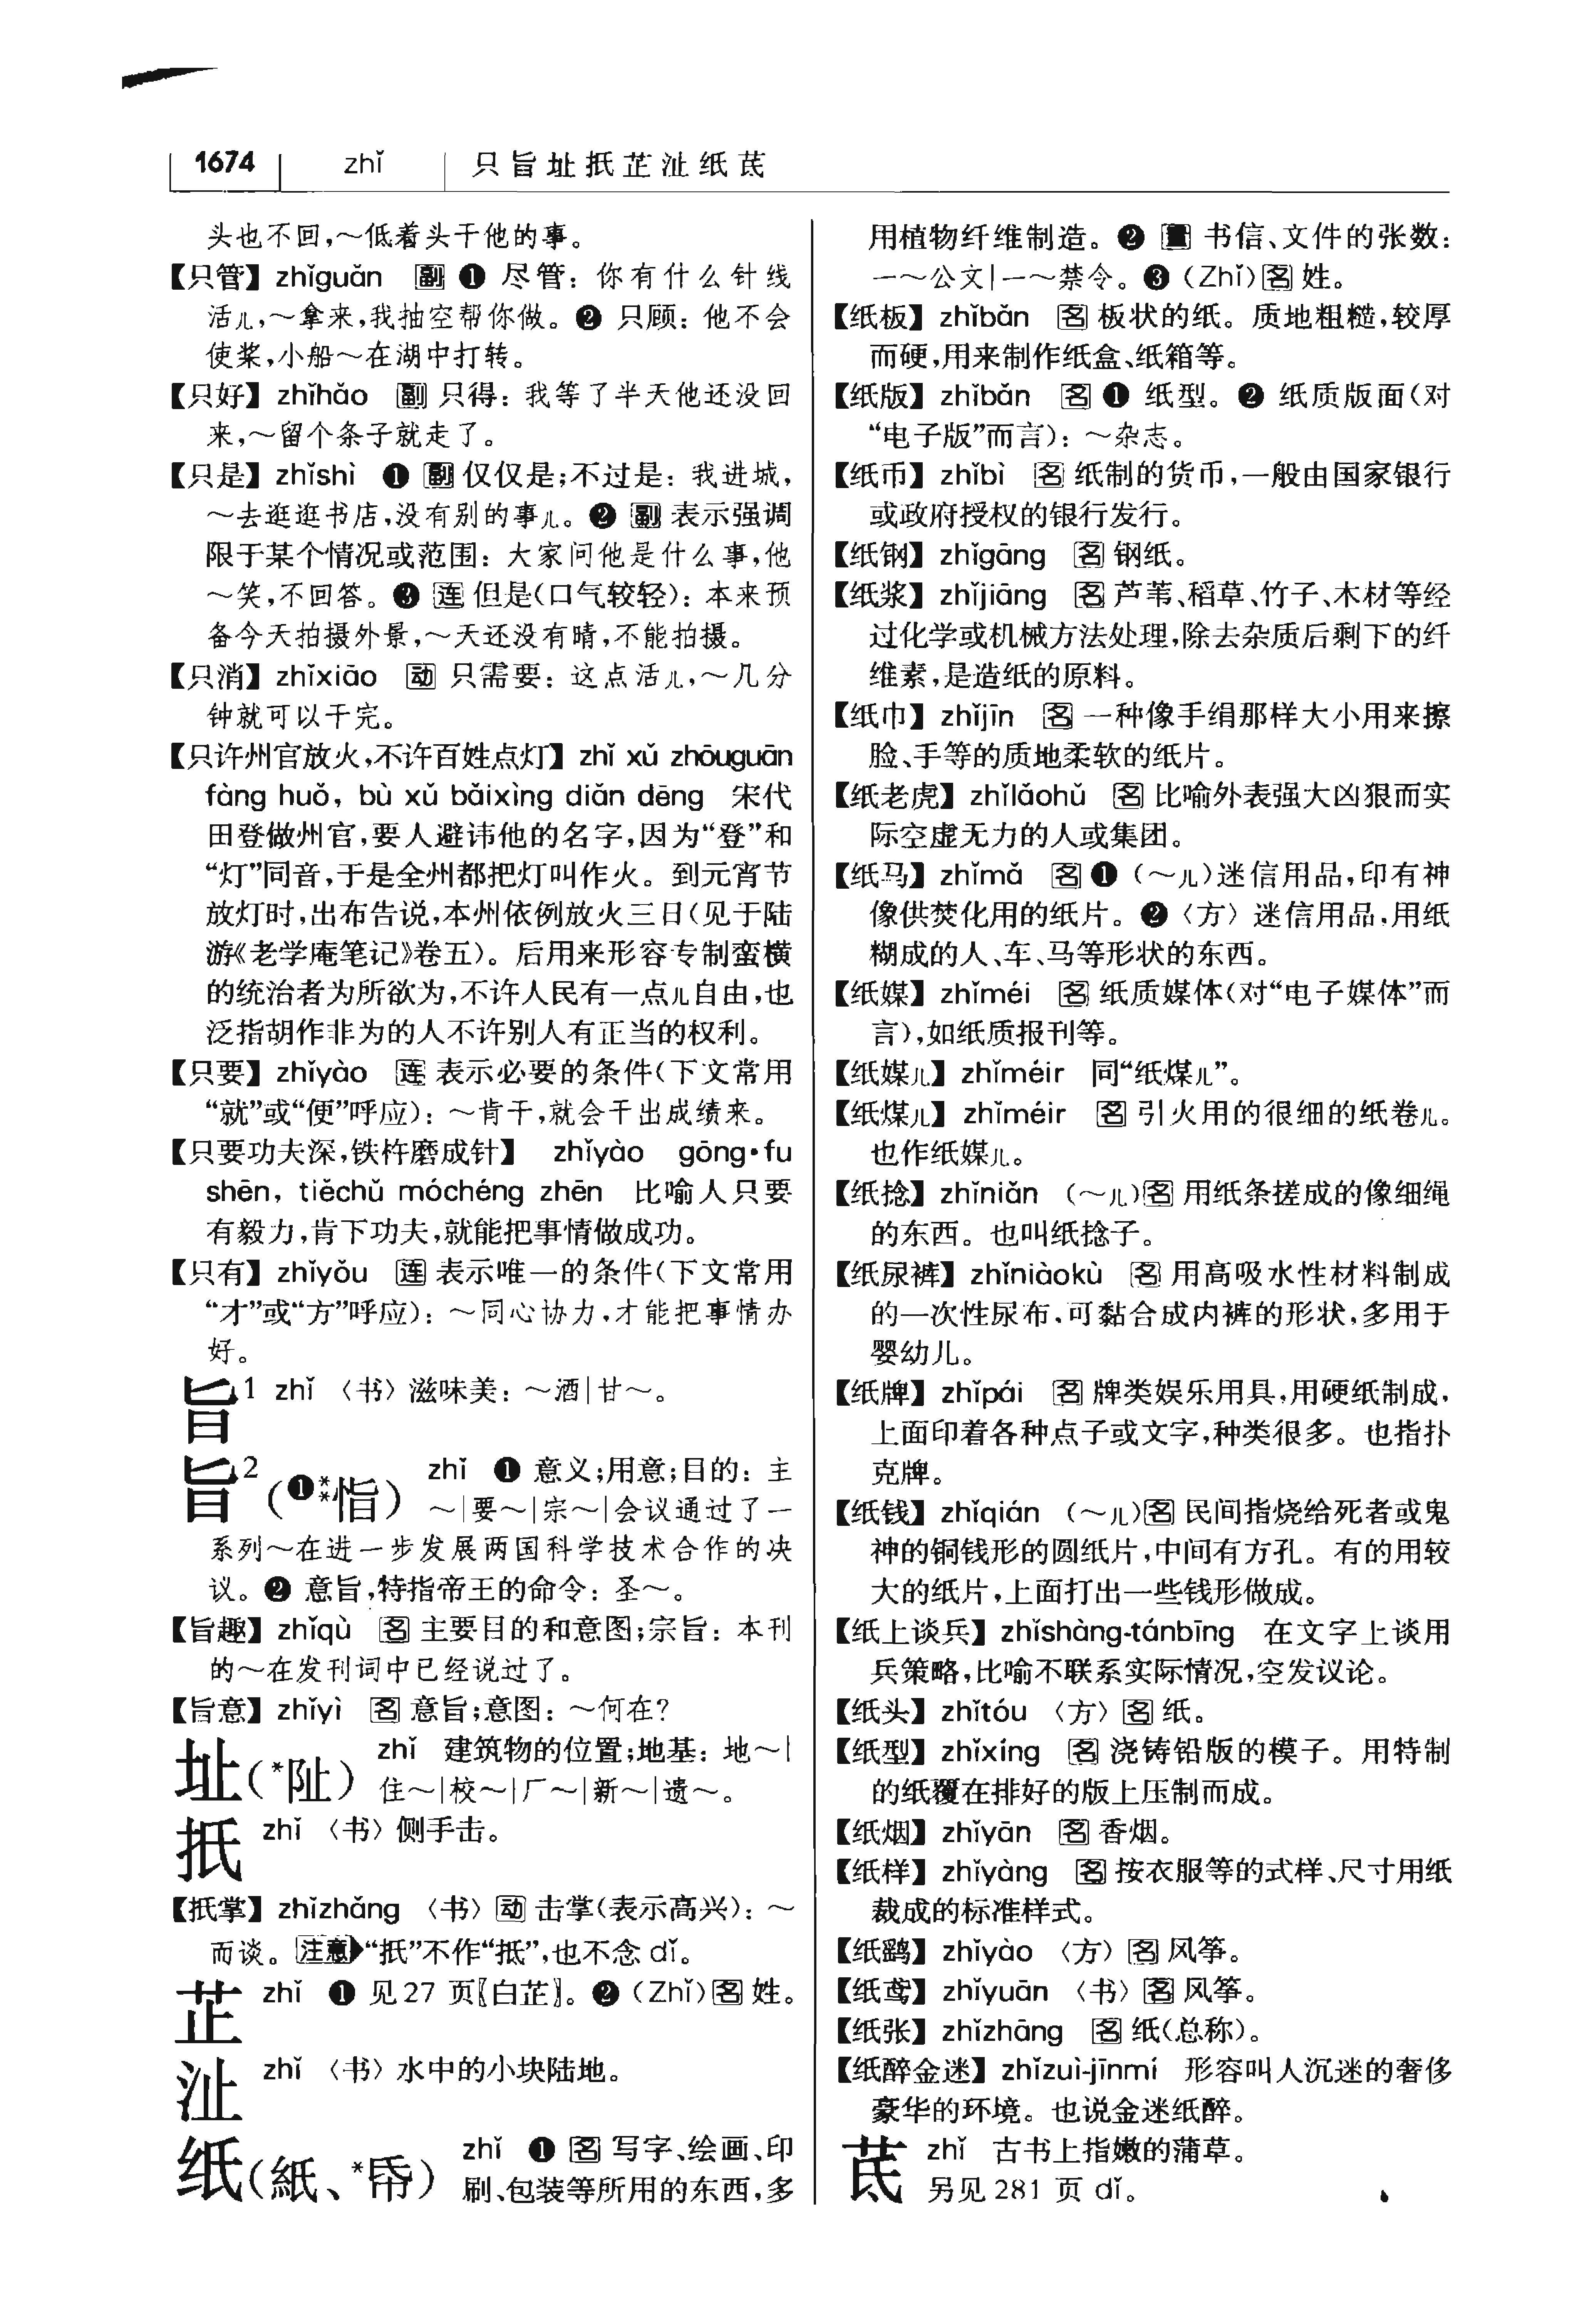 1674 zhǐ 只旨址扺芷沚纸茋
头也不回,～低着头干他的事。
【只管】zhǐguǎn 副 ❶ 尽管：你有什么针线
活儿,～拿来,我抽空帮你做。❷ 只顾：他不会
使桨,小船～在湖中打转。
【只好】zhǐhǎo 副 只得：我等了半天他还没回
来,～留个条子就走了。
【只是】zhǐshì ❶ 副 仅仅是;不过是：我进城,
～去逛逛书店,没有别的事儿。❷ 副 表示强调
限于某个情况或范围：大家问他是什么事,他
～笑,不回答。❸ 连 但是(口气较轻)：本来预
备今天拍摄外景,～天还没有晴,不能拍摄。
【只消】zhǐxiāo 动 只需要：这点活儿,～几分
钟就可以干完。
【只许州官放火,不许百姓点灯】zhǐ xǔ zhōuguān
fàng huǒ, bù xǔ bǎixìng diǎn dēng 宋代
田登做州官,要人避讳他的名字,因为“登”和
“灯”同音,于是全州都把灯叫作火。到元宵节
放灯时,出布告说,本州依例放火三日(见于陆
游《老学庵笔记》卷五)。后用来形容专制蛮横
的统治者为所欲为,不许人民有一点儿自由,也
泛指胡作非为的人不许别人有正当的权利。
【只要】zhǐyào 连 表示必要的条件(下文常用
“就”或“便”呼应)：～肯干,就会干出成绩来。
【只要功夫深,铁杵磨成针】 zhǐyào gōng•fu
shēn, tiěchǔ móchéng zhēn 比喻人只要
有毅力,肯下功夫,就能把事情做成功。
【只有】zhǐyǒu 连 表示唯一的条件(下文常用
“才”或“方”呼应)：～同心协力,才能把事情办
好。
旨1 zhǐ 〈书〉滋味美：～酒|甘～。
旨2(❶**恉) zhǐ ❶ 意义;用意;目的：主
～|要～|宗～|会议通过了一
系列～在进一步发展两国科学技术合作的决
议。❷ 意旨,特指帝王的命令：圣～。
【旨趣】zhǐqù 名 主要目的和意图;宗旨：本刊
的～在发刊词中已经说过了。
【旨意】zhǐyì 名 意旨;意图：～何在?
址(*阯) zhǐ 建筑物的位置;地基：地～|
住～|校～|厂～|新～|遗～。
扺 zhǐ 〈书〉侧手击。
【扺掌】zhǐzhǎng 〈书〉动 击掌(表示高兴)：～
而谈。注意“扺”不作“抵”,也不念 dǐ。
芷 zhǐ ❶ 见27 页〖白芷〗。❷ (Zhǐ)名 姓。
沚 zhǐ 〈书〉水中的小块陆地。
纸(紙、*帋) zhǐ ❶ 名 写字、绘画、印
刷、包装等所用的东西,多
用植物纤维制造。❷ 量 书信、文件的张数：
一～公文|一～禁令。❸ (Zhǐ)名 姓。
【纸板】zhǐbǎn 名 板状的纸。质地粗糙,较厚
而硬,用来制作纸盒、纸箱等。
【纸版】zhǐbǎn 名 ❶ 纸型。❷ 纸质版面(对
“电子版”而言)：～杂志。
【纸币】zhǐbì 名 纸制的货币,一般由国家银行
或政府授权的银行发行。
【纸钢】zhǐgāng 名 钢纸。
【纸浆】zhǐjiāng 名 芦苇、稻草、竹子、木材等经
过化学或机械方法处理,除去杂质后剩下的纤
维素,是造纸的原料。
【纸巾】zhǐjīn 名 一种像手绢那样大小用来擦
脸、手等的质地柔软的纸片。
【纸老虎】zhǐlǎohǔ 名 比喻外表强大凶狠而实
际空虚无力的人或集团。
【纸马】zhǐmǎ 名 ❶ (～儿)迷信用品,印有神
像供焚化用的纸片。❷〈方〉迷信用品,用纸
糊成的人、车、马等形状的东西。
【纸媒】zhǐméi 名 纸质媒体(对“电子媒体”而
言),如纸质报刊等。
【纸媒儿】zhǐméir 同“纸煤儿”。
【纸煤儿】zhǐméir 名 引火用的很细的纸卷儿。
也作纸媒儿。
【纸捻】zhǐniǎn (～儿)名 用纸条搓成的像细绳
的东西。也叫纸捻子。
【纸尿裤】zhǐniàokù 名 用高吸水性材料制成
的一次性尿布,可黏合成内裤的形状,多用于
婴幼儿。
【纸牌】zhǐpái 名 牌类娱乐用具,用硬纸制成,
上面印着各种点子或文字,种类很多。也指扑
克牌。
【纸钱】zhǐqián (～儿)名 民间指烧给死者或鬼
神的铜钱形的圆纸片,中间有方孔。有的用较
大的纸片,上面打出一些钱形做成。
【纸上谈兵】zhǐshàng-tánbīng 在文字上谈用
兵策略,比喻不联系实际情况,空发议论。
【纸头】zhǐtóu 〈方〉名 纸。
【纸型】zhǐxíng 名 浇铸铅版的模子。用特制
的纸覆在排好的版上压制而成。
【纸烟】zhǐyān 名 香烟。
【纸样】zhǐyàng 名 按衣服等的式样、尺寸用纸
裁成的标准样式。
【纸鹞】zhǐyào 〈方〉名 风筝。
【纸鸢】zhǐyuān 〈书〉名 风筝。
【纸张】zhǐzhāng 名 纸(总称)。
【纸醉金迷】zhǐzuì-jīnmí 形容叫人沉迷的奢侈
豪华的环境。也说金迷纸醉。
茋 zhǐ 古书上指嫩的蒲草。
另见 281 页 dǐ。